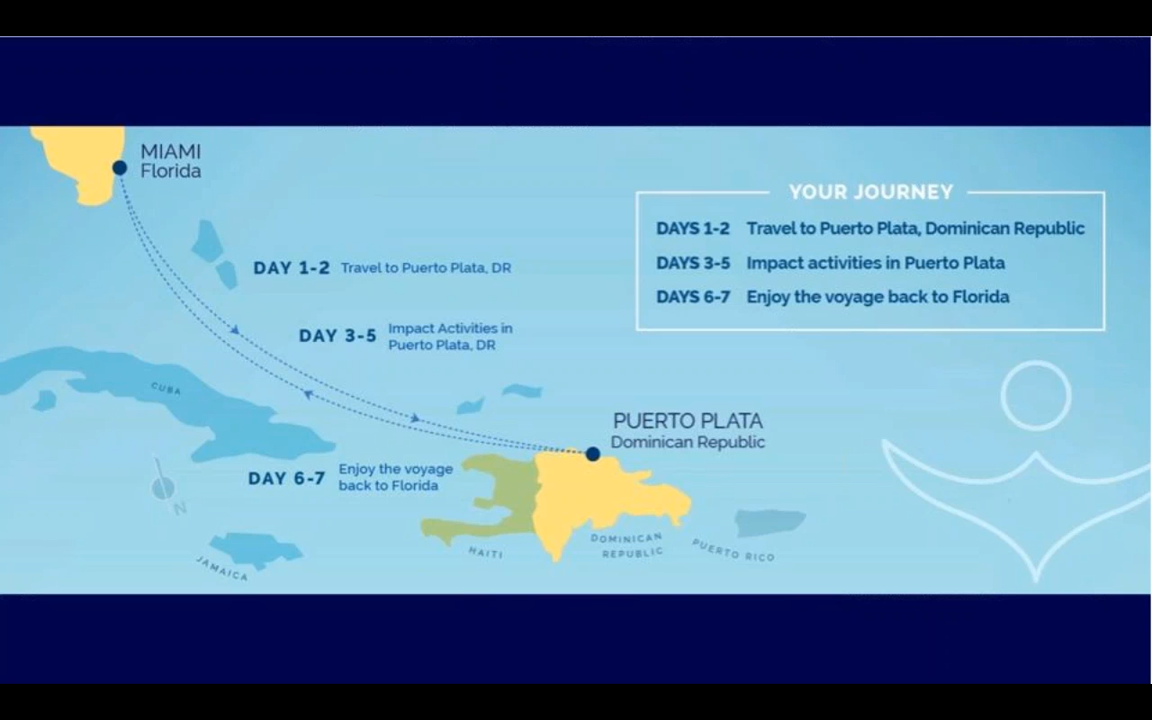 MIAMI
Florida
YOUR JOURNEY
DAYS 1-2 Travel to Puerto Plata, Dominican Republic
DAYS 3-5 Impact activities in Puerto Plata
DAYS 6-7 Enjoy the voyage back to Florida
DAY 1-2 Travel to Puerto Plata, DR
DAY 3-5 Impact Activities in
Puerto Plata, DR
CUBA
PUERTO PLATA
Dominican Republic
DAY 6-7 Enjoy the voyage
back to Florida
N
HAITI
DOMINICAN
REPUBLIC
PUERTO RICO
JAMAICA